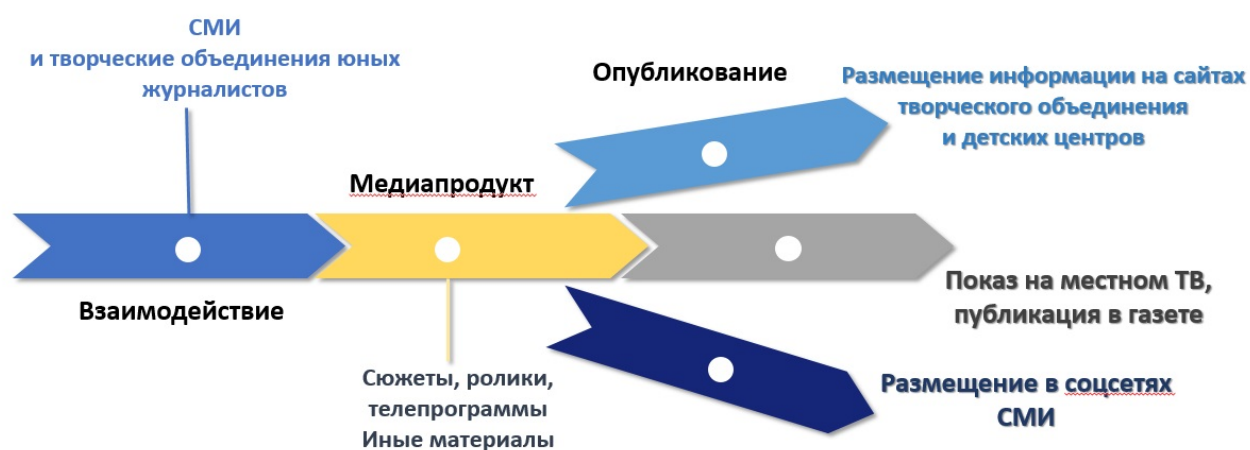 СМИ
и творческие объединения юных
журналистов
Взаимодействие
Медиапродукт
Сюжеты, ролики,
телепрограммы
Иные материалы
Опубликование
Размещение информации на сайтах
творческого объединения
и детских центров
Показ на местном ТВ,
публикация в газете
Размещение в соцсетях
СМИ